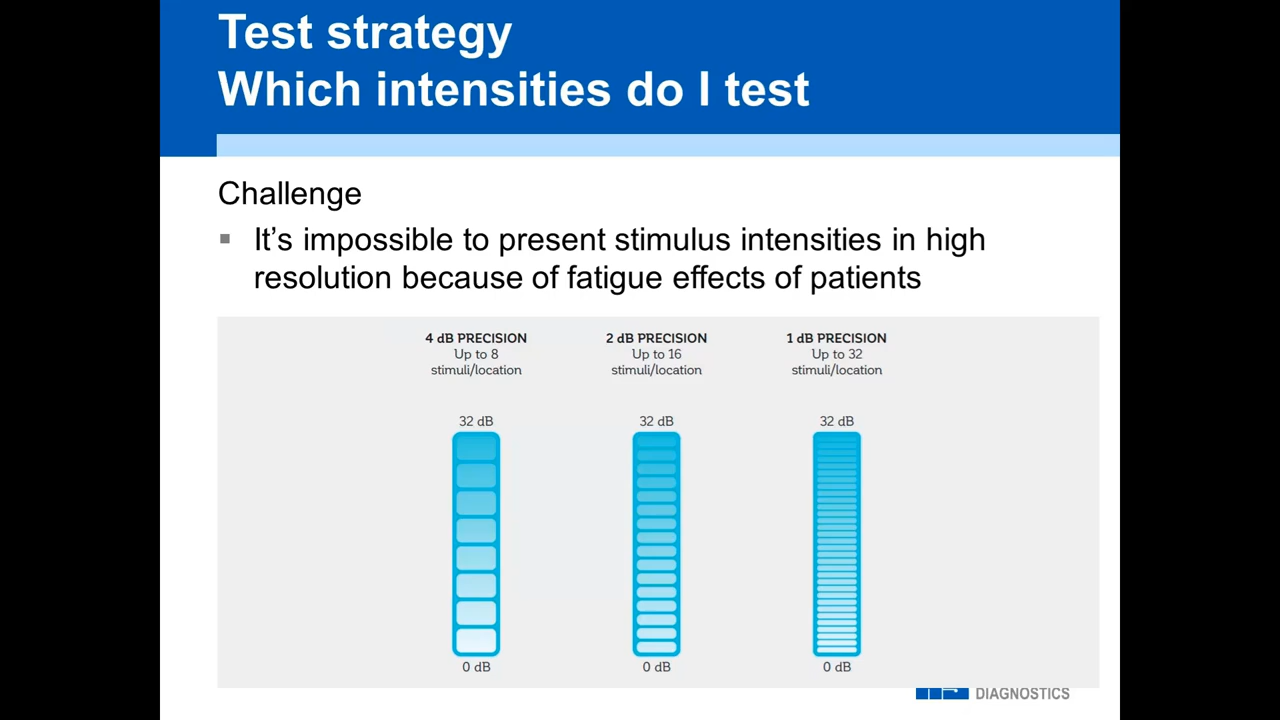 Test strategy
Which intensities do I test
Challenge
▪ It’s impossible to present stimulus intensities in high
resolution because of fatigue effects of patients
4 dB PRECISION
Up to 8
stimuli/location
2 dB PRECISION
Up to 16
stimuli/location
1 dB PRECISION
Up to 32
stimuli/location
32 dB
32 dB
32 dB
0 dB
0 dB
0 dB
DIAGNOSTICS